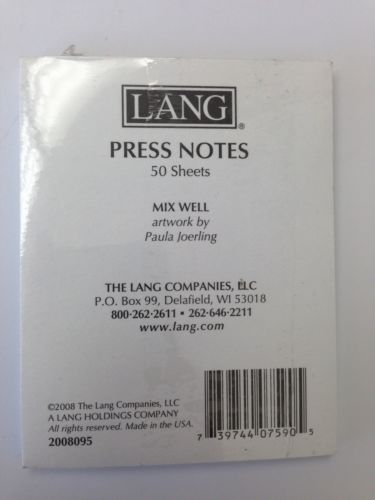 LANG®
PRESS NOTES
50 Sheets
MIX WELL
artwork by
Paula Joerling
THE LANG COMPANIES, LLC
P.O. Box 99, Delafield, WI 53018
800·262·2611 • 262·646·2211
www.lang.com
©2008 The Lang Companies, LLC
A LANG HOLDINGS COMPANY
All rights reserved. Made in the USA.
2008095
7 39744 07590 5